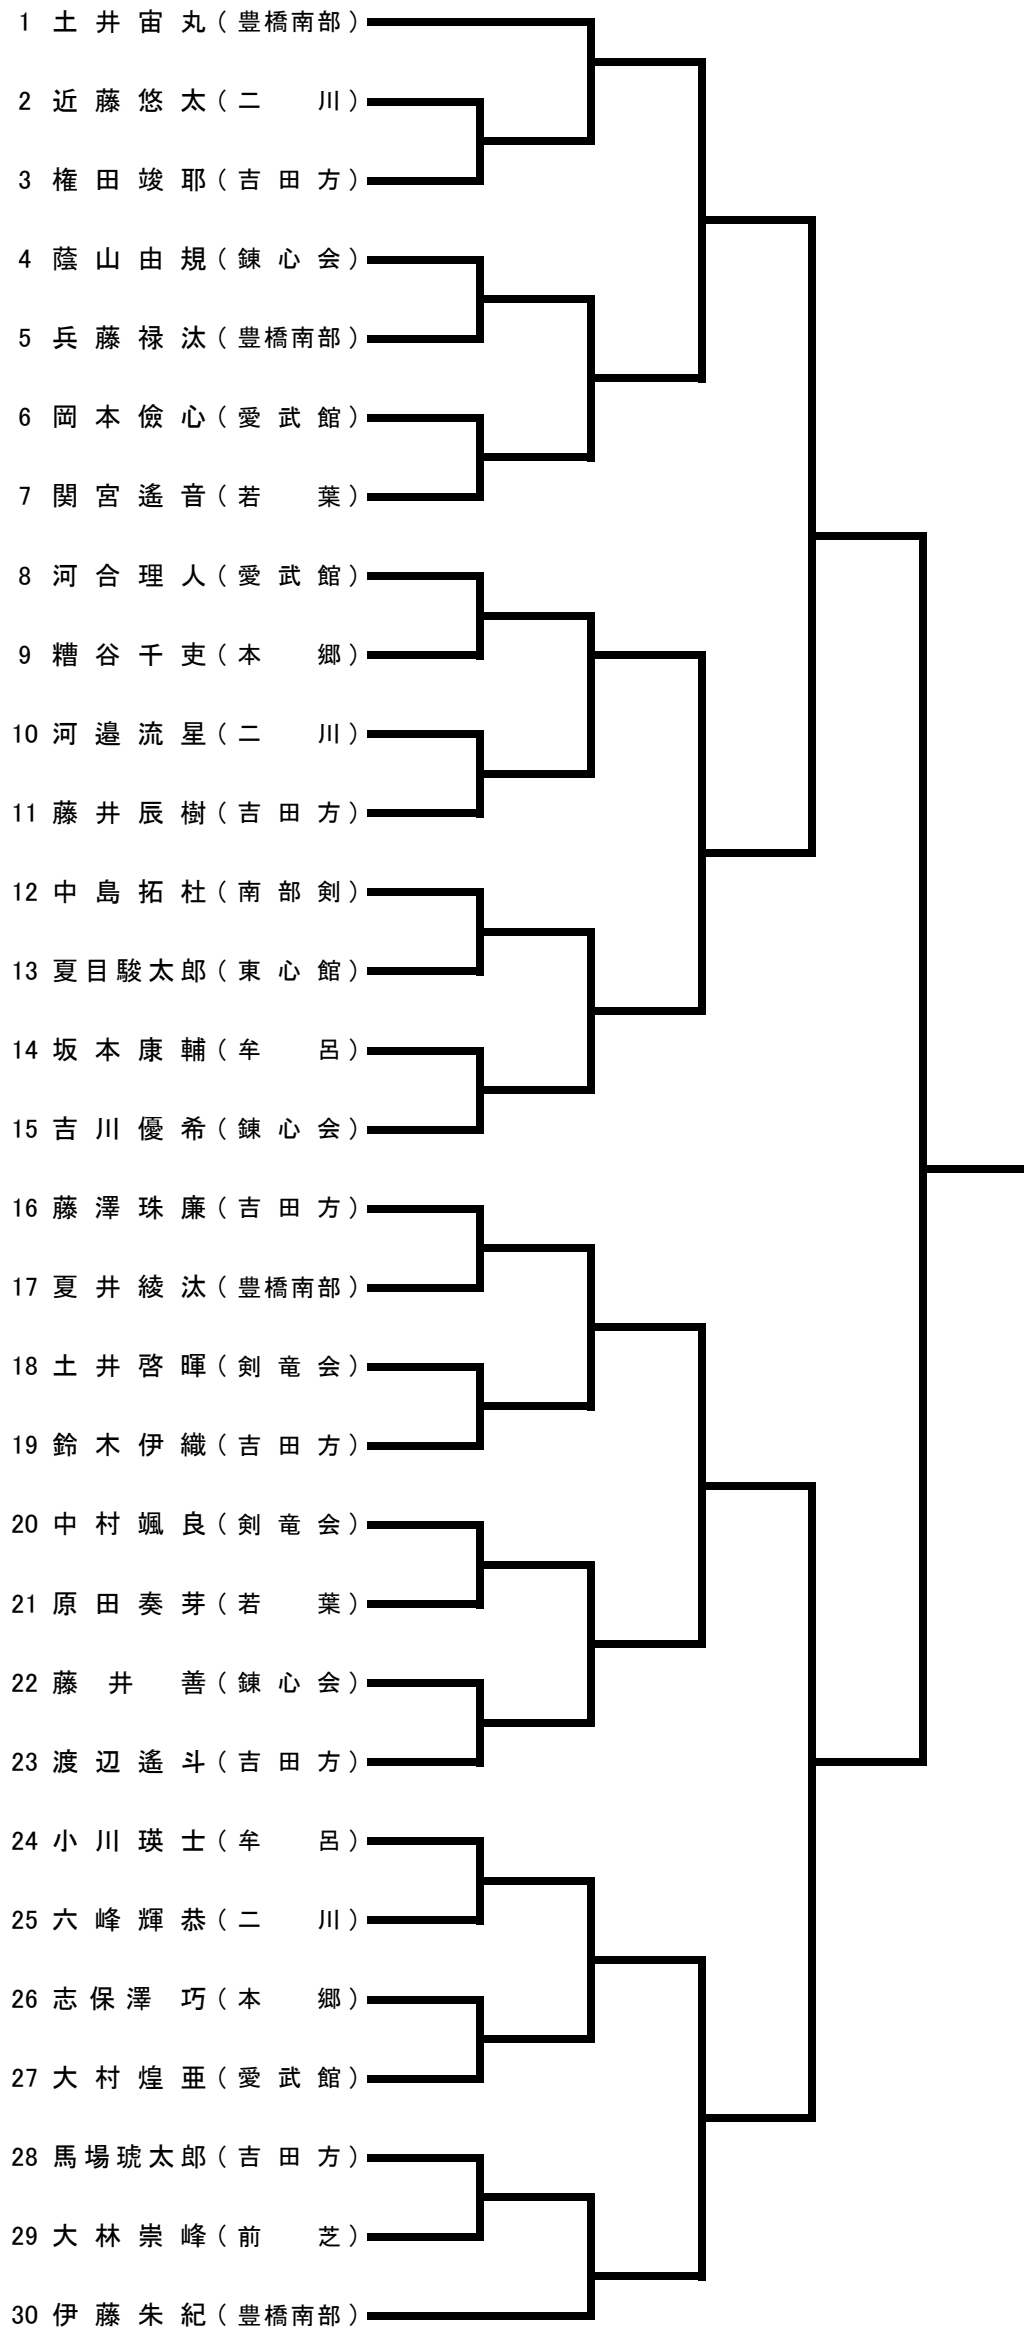 1 土井宙丸（豊橋南部）
2 近藤悠太（二川）
3 権田竣耶（吉田方）
4 蔭山由規（錬心会）
5 兵藤禄汰（豊橋南部）
6 岡本儉心（愛武館）
7 関宮遙音（若葉）
8 河合理人（愛武館）
9 糟谷千吏（本郷）
10 河邉流星（二川）
11 藤井辰樹（吉田方）
12 中島拓杜（南部剣）
13 夏目駿太郎（東心館）
14 坂本康輔（牟呂）
15 吉川優希（錬心会）
16 藤澤珠廉（吉田方）
17 夏井綾汰（豊橋南部）
18 土井啓暉（剣竜会）
19 鈴木伊織（吉田方）
20 中村颯良（剣竜会）
21 原田奏芽（若葉）
22 藤井善（錬心会）
23 渡辺遙斗（吉田方）
24 小川瑛士（牟呂）
25 六峰輝恭（二川）
26 志保澤巧（本郷）
27 大村煌亜（愛武館）
28 馬場琥太郎（吉田方）
29 大林崇峰（前芝）
30 伊藤朱紀（豊橋南部）